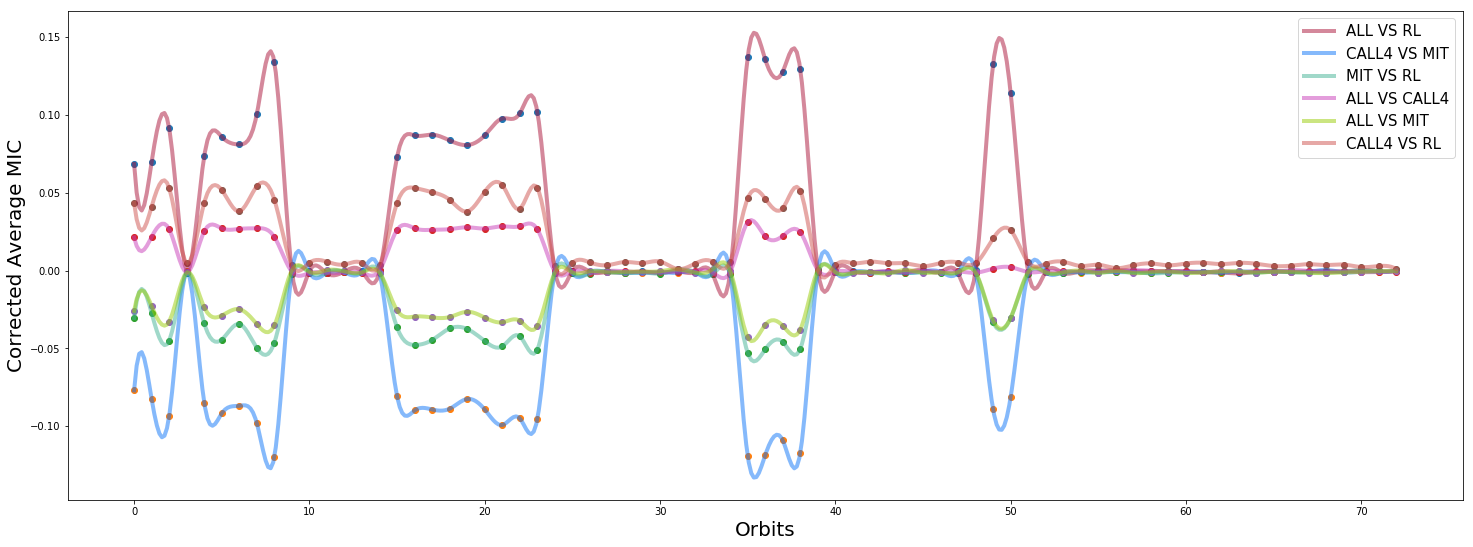 Corrected Average MIC
0.15
0.10
0.05
0.00
−0.05
−0.10
ALL VS RL
CALL4 VS MIT
MIT VS RL
ALL VS CALL4
ALL VS MIT
CALL4 VS RL
0
10
20
30
40
50
60
70
Orbits